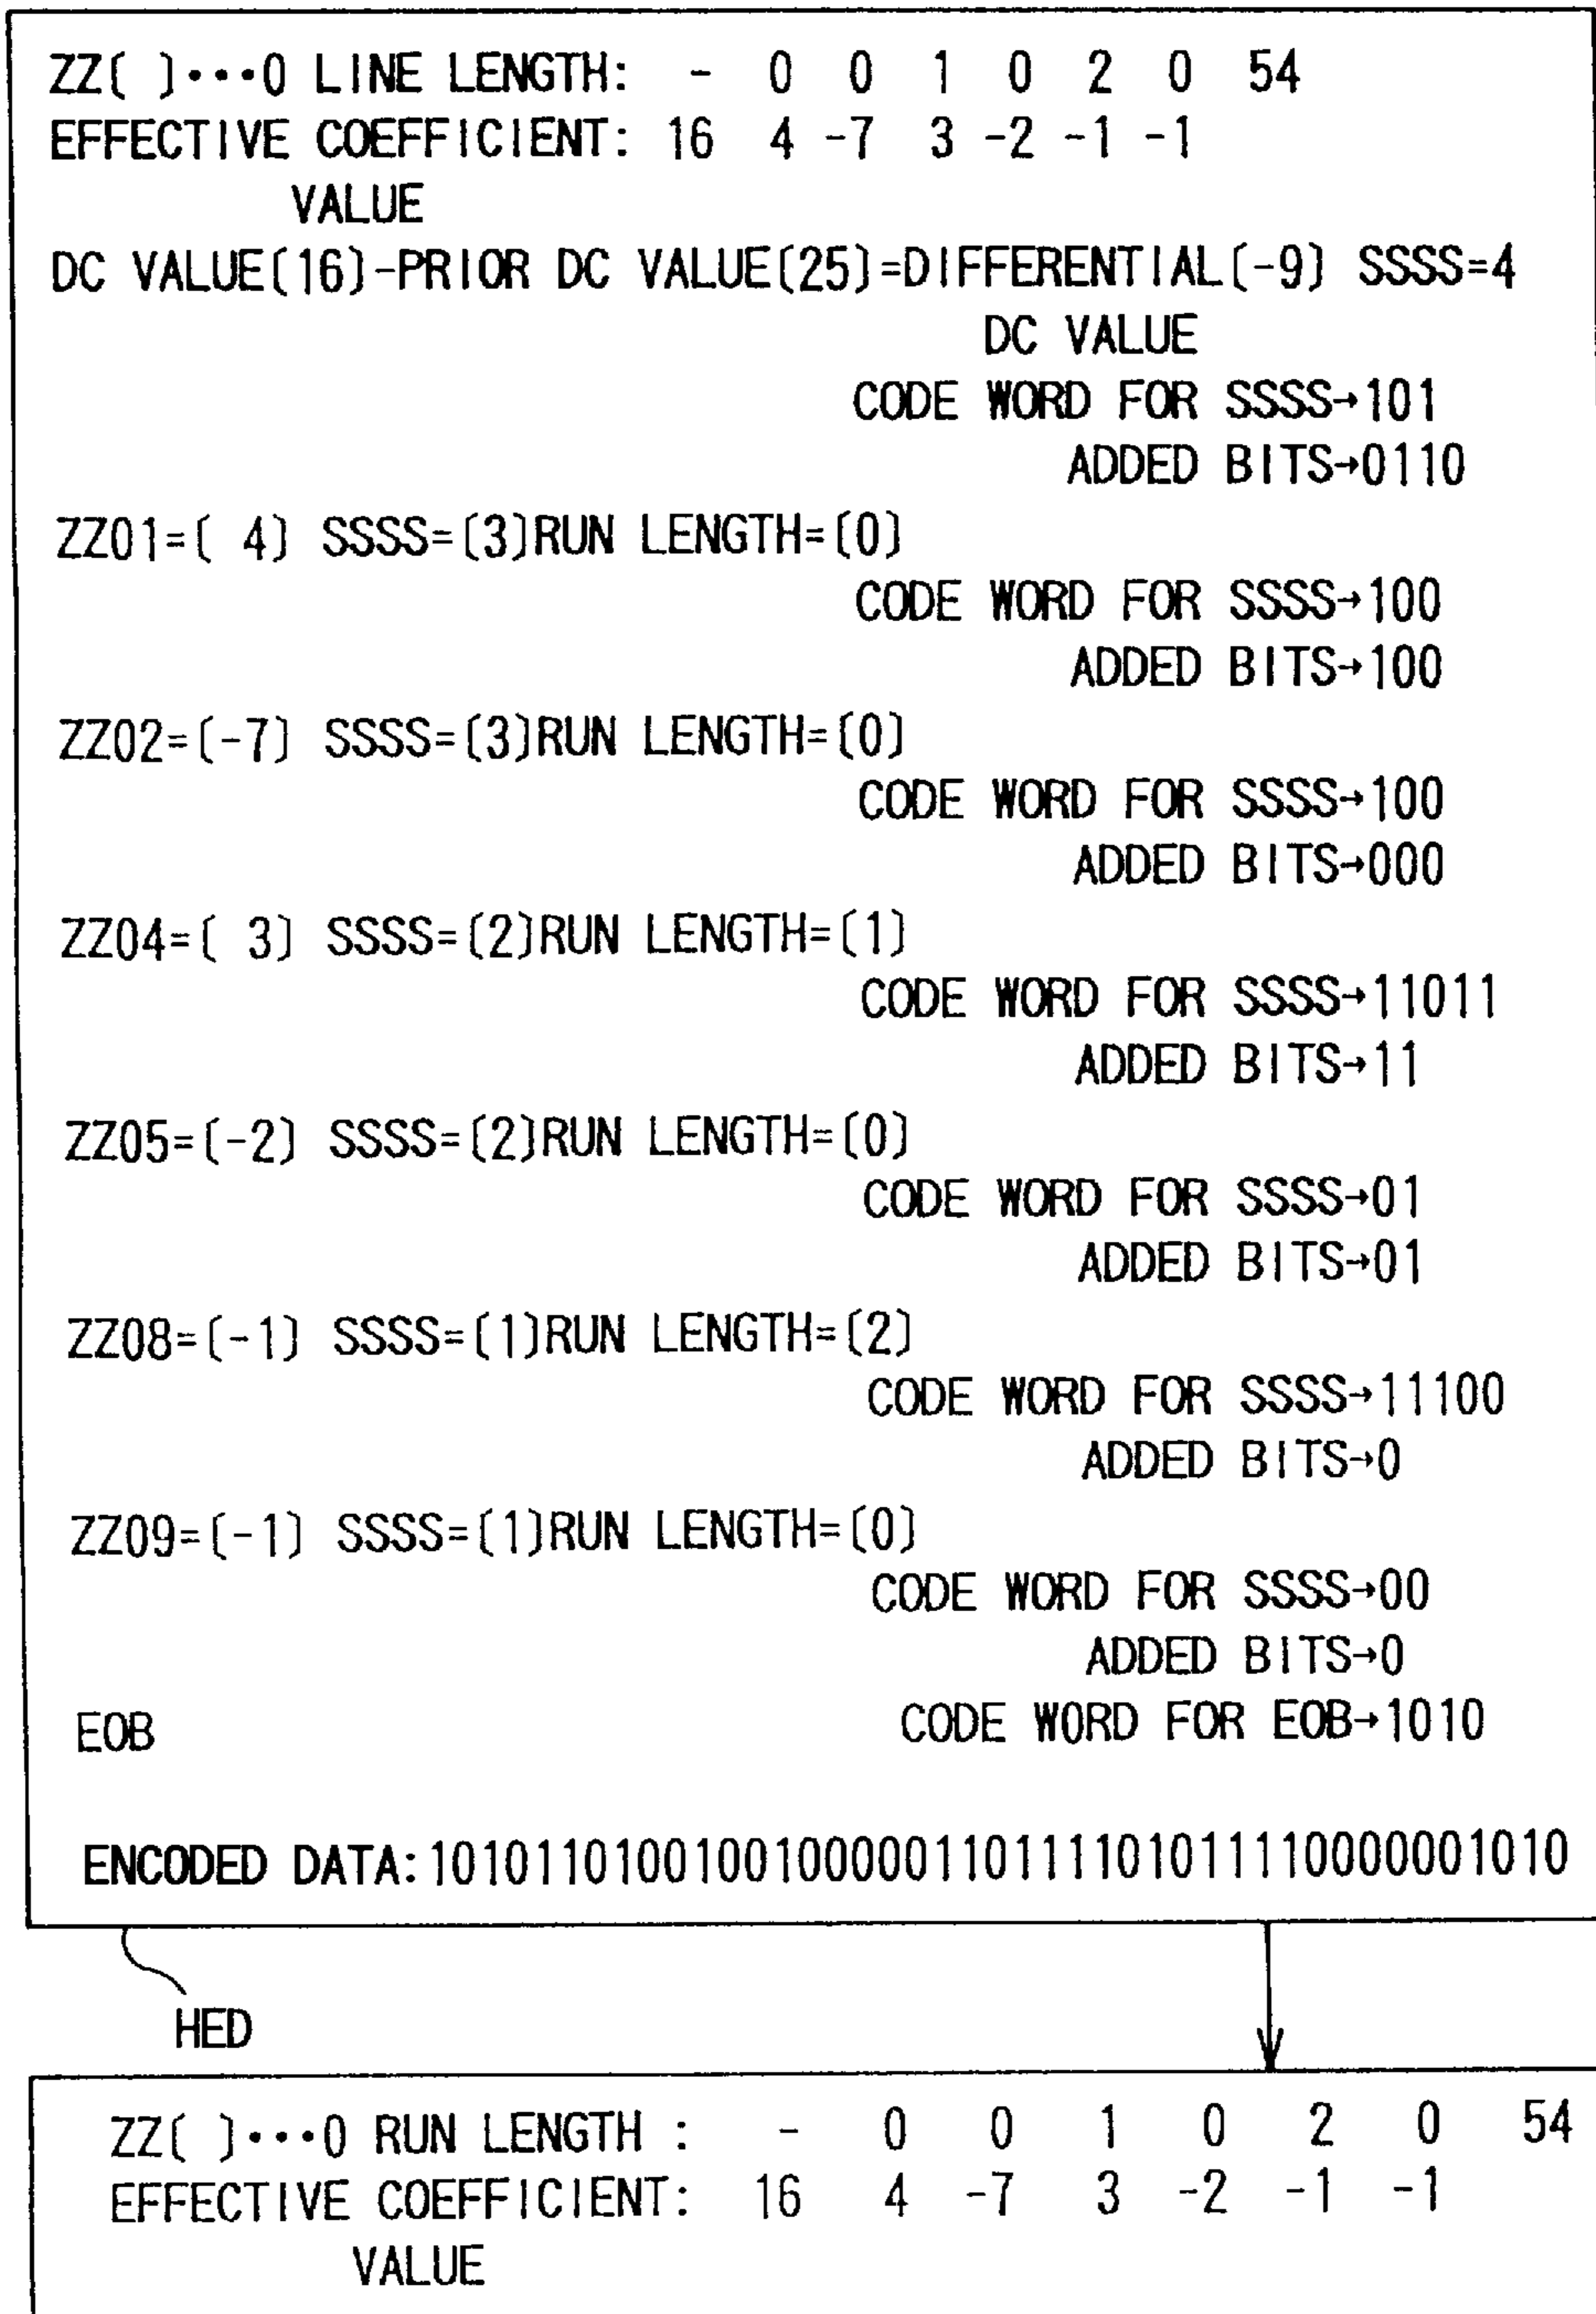 ZZ( )···0 LINE LENGTH: - 0 0 1 0 2 0 54
EFFECTIVE COEFFICIENT: 16 4 -7 3 -2 -1 -1
VALUE
DC VALUE(16)-PRIOR DC VALUE(25)=DIFFERENTIAL(-9) SSSS=4
DC VALUE
CODE WORD FOR SSSS→101
ADDED BITS→0110
ZZ01=( 4) SSSS=(3)RUN LENGTH=(0)
CODE WORD FOR SSSS→100
ADDED BITS→100
ZZ02=(-7) SSSS=(3)RUN LENGTH=(0)
CODE WORD FOR SSSS→100
ADDED BITS→000
ZZ04=( 3) SSSS=(2)RUN LENGTH=(1)
CODE WORD FOR SSSS→11011
ADDED BITS→11
ZZ05=(-2) SSSS=(2)RUN LENGTH=(0)
CODE WORD FOR SSSS→01
ADDED BITS→01
ZZ08=(-1) SSSS=(1)RUN LENGTH=(2)
CODE WORD FOR SSSS→11100
ADDED BITS→0
ZZ09=(-1) SSSS=(1)RUN LENGTH=(0)
CODE WORD FOR SSSS→00
ADDED BITS→0
EOB CODE WORD FOR EOB→1010
ENCODED DATA:1010110100100100000110111101011110000001010
HED
ZZ( )···0 RUN LENGTH : - 0 0 1 0 2 0 54
EFFECTIVE COEFFICIENT: 16 4 -7 3 -2 -1 -1
VALUE